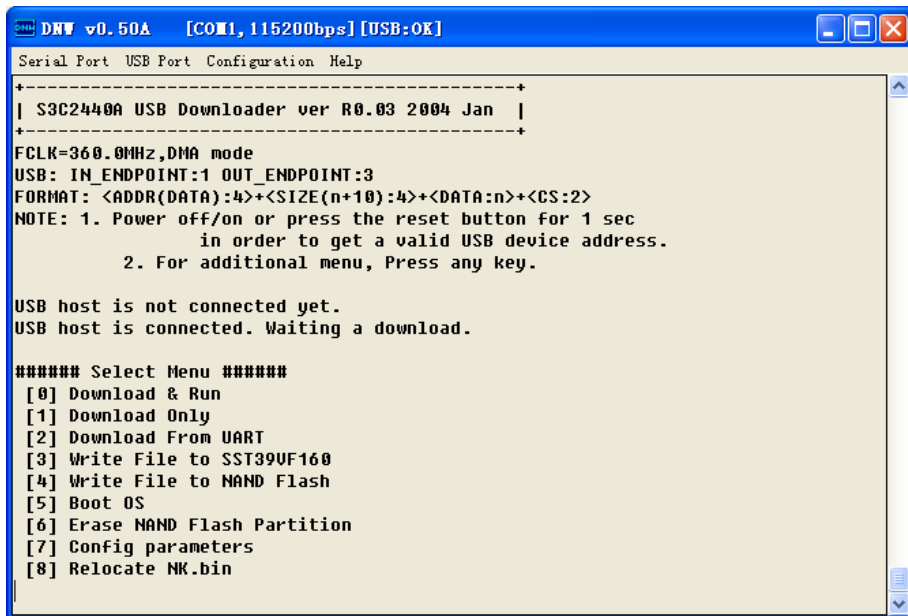 DNW v0.50A [COM1,115200bps][USB:OK]
Serial Port USB Port Configuration Help
+---------------------------------------------+
| S3C2440A USB Downloader ver R0.03 2004 Jan |
+---------------------------------------------+
FCLK=360.0MHz,DMA mode
USB: IN_ENDPOINT:1 OUT_ENDPOINT:3
FORMAT: <ADDR(DATA):4>+<SIZE(n+10):4>+<DATA:n>+<CS:2>
NOTE: 1. Power off/on or press the reset button for 1 sec
in order to get a valid USB device address.
2. For additional menu, Press any key.
USB host is not connected yet.
USB host is connected. Waiting a download.
###### Select Menu ######
[0] Download & Run
[1] Download Only
[2] Download From UART
[3] Write File to SST39VF160
[4] Write File to NAND Flash
[5] Boot OS
[6] Erase NAND Flash Partition
[7] Config parameters
[8] Relocate NK.bin